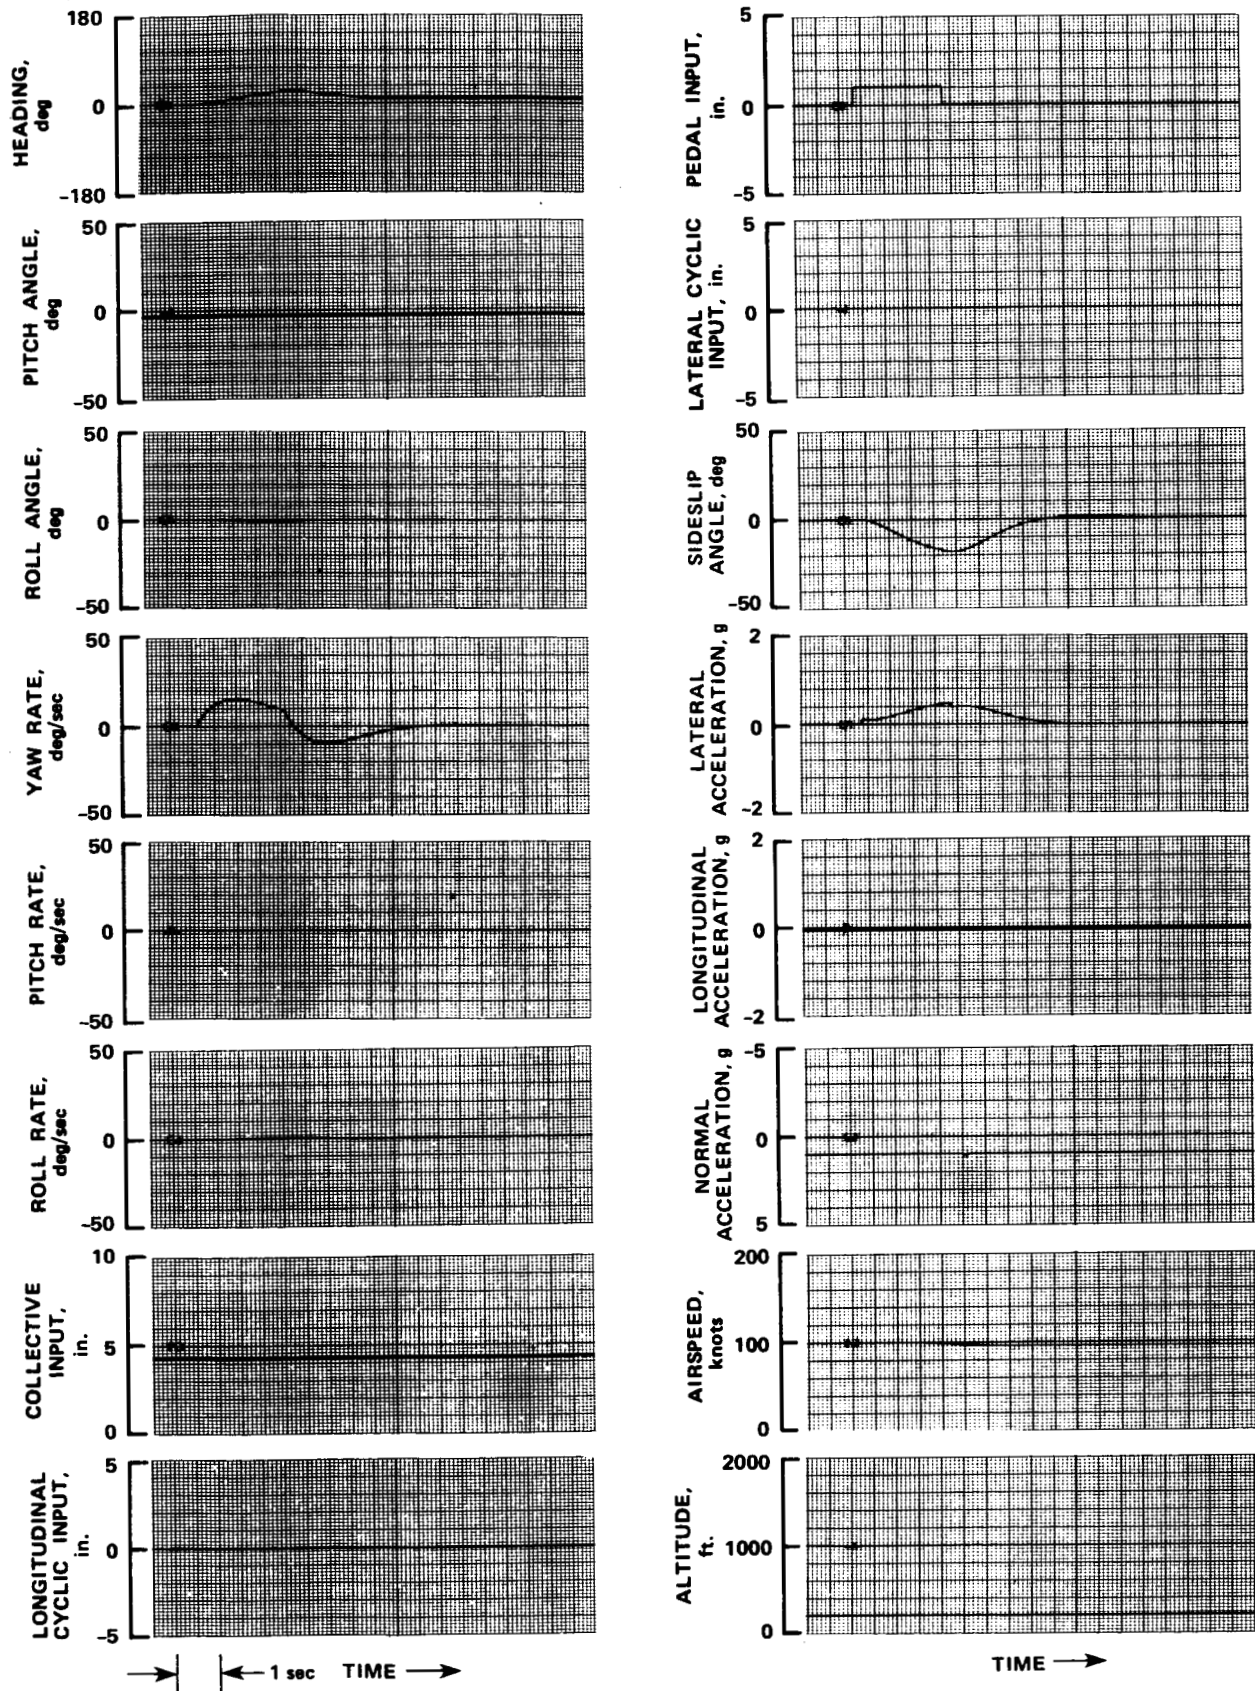 HEADING,
deg
180
0
-180
PITCH ANGLE,
deg
50
0
-50
ROLL ANGLE,
deg
50
0
-50
YAW RATE,
deg/sec
50
0
-50
PITCH RATE,
deg/sec
50
0
-50
ROLL RATE,
deg/sec
50
0
-50
COLLECTIVE
INPUT,
in.
10
5
0
LONGITUDINAL
CYCLIC INPUT,
in.
5
0
-5
1 sec TIME
PEDAL INPUT,
in.
5
0
-5
LATERAL CYCLIC
INPUT, in.
5
0
-5
SIDESLIP
ANGLE, deg
50
0
-50
LATERAL
ACCELERATION, g
2
0
-2
LONGITUDINAL
ACCELERATION, g
2
0
-2
NORMAL
ACCELERATION, g
-5
0
5
AIRSPEED,
knots
200
100
0
ALTITUDE,
ft.
2000
1000
0
TIME